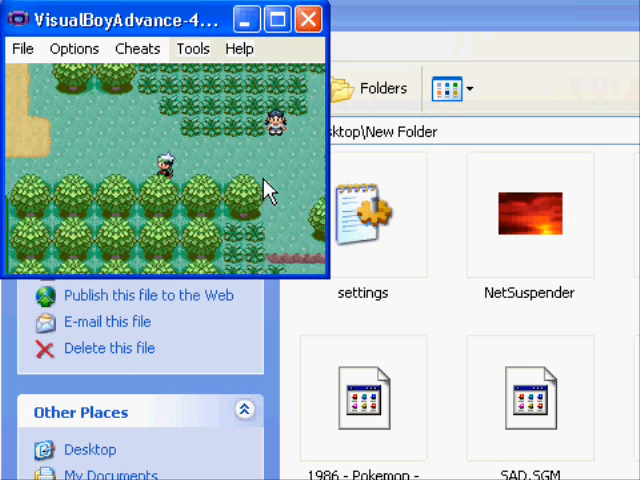 VisualBoyAdvance-4...
File Options Cheats Tools Help
Folders
sktop\New Folder
settings
NetSuspender
Publish this file to the Web
E-mail this file
Delete this file
Other Places
Desktop
My Documents
1986 - Pokemon -
SAD.SGM